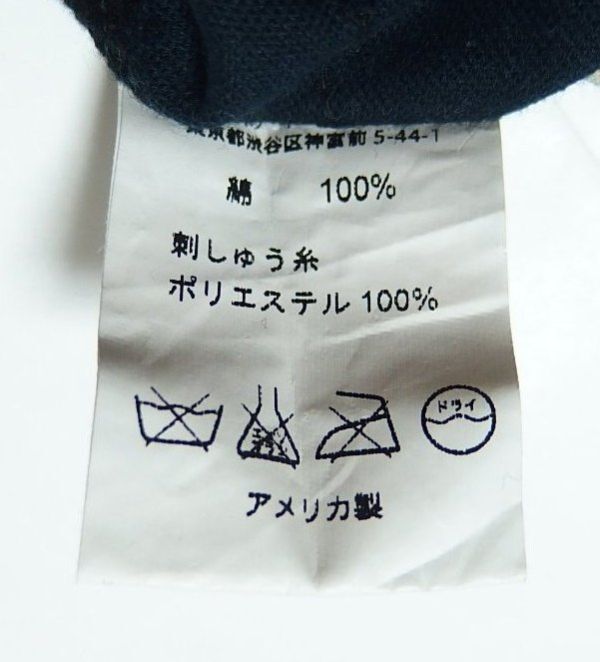 東京都渋谷区神宮前 5-44-1
綿 100%
刺しゅう糸
ポリエステル 100%
ドライ
アメリカ製